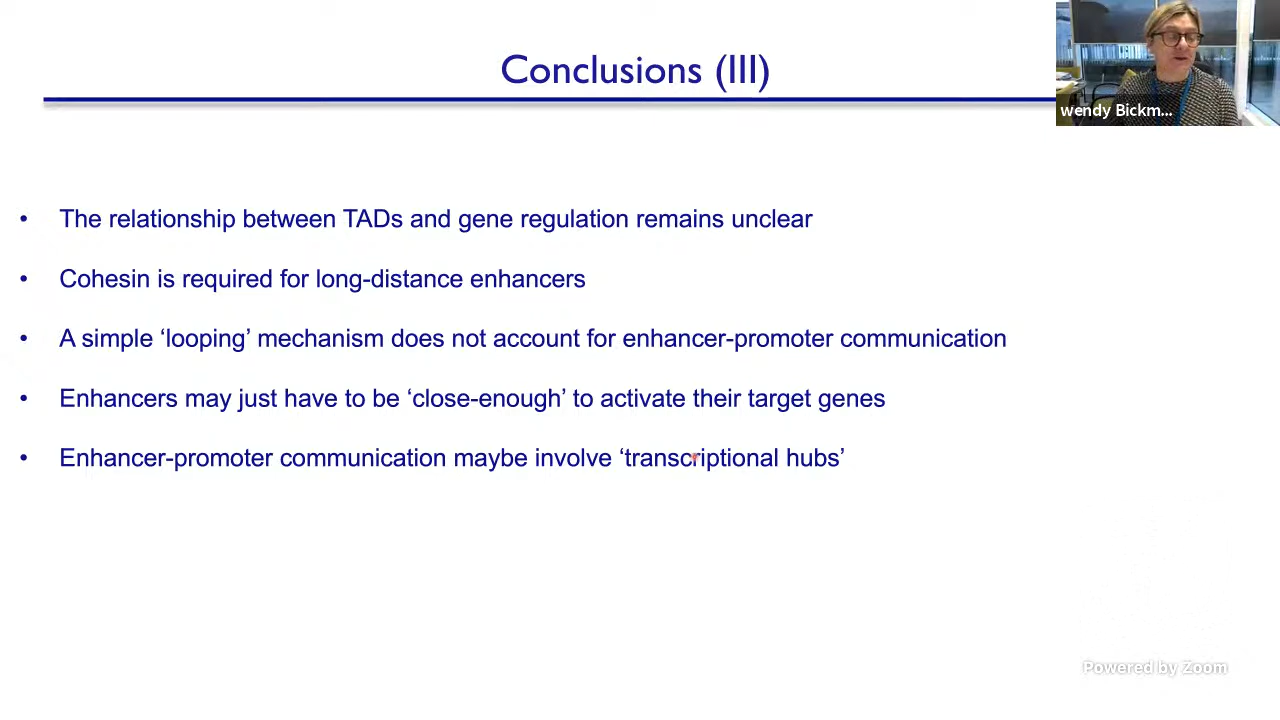 Conclusions (III)
wendy Bickm...
• The relationship between TADs and gene regulation remains unclear
• Cohesin is required for long-distance enhancers
• A simple ‘looping’ mechanism does not account for enhancer-promoter communication
• Enhancers may just have to be ‘close-enough’ to activate their target genes
• Enhancer-promoter communication maybe involve ‘transcriptional hubs’
Powered by Zoom